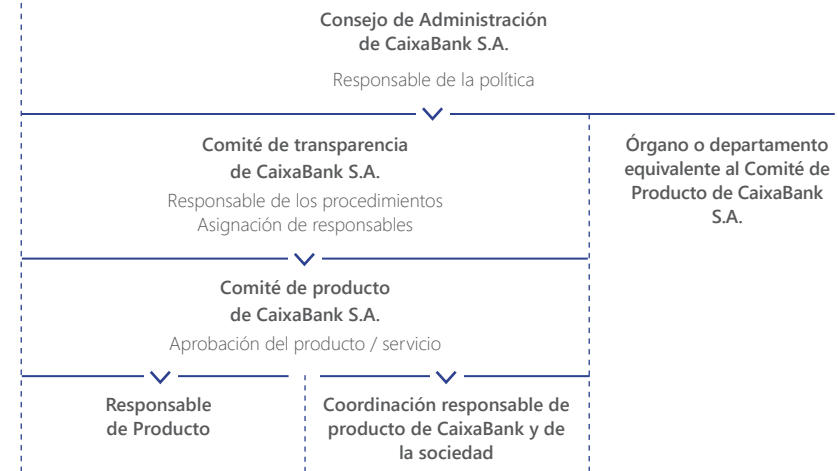 Consejo de Administración
de CaixaBank S.A.
Responsable de la política
Comité de transparencia
de CaixaBank S.A.
Responsable de los procedimientos
Asignación de responsables
Órgano o departamento
equivalente al Comité de
Producto de CaixaBank
S.A.
Comité de producto
de CaixaBank S.A.
Aprobación del producto / servicio
Responsable
de Producto
Coordinación responsable de
producto de CaixaBank y de
la sociedad